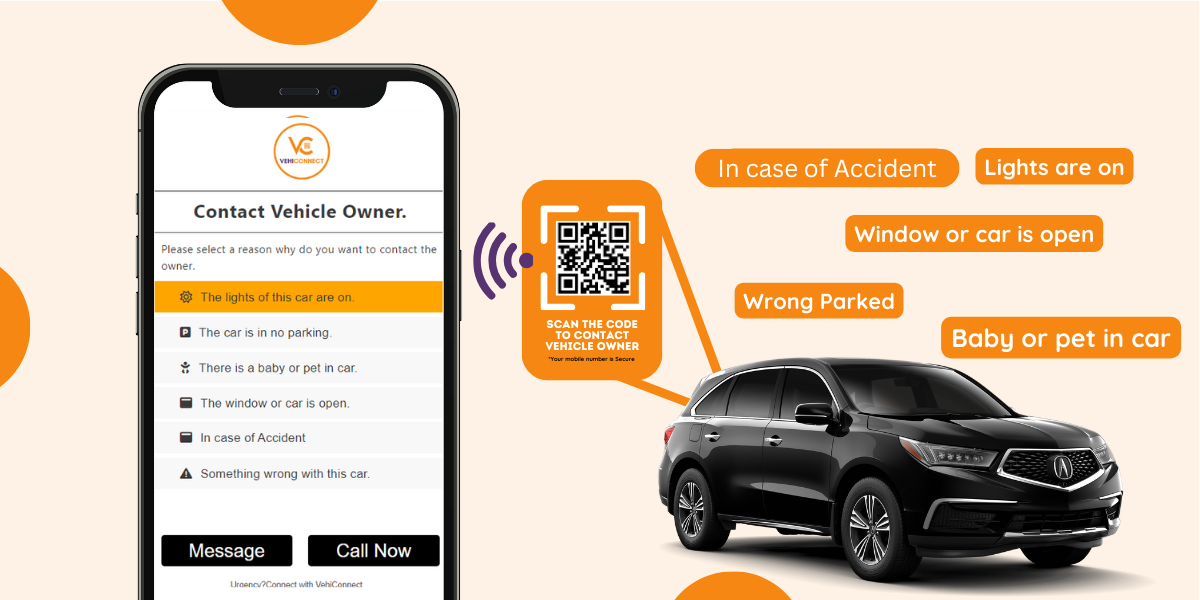 VC
VEHICONNECT
Contact Vehicle Owner.
Please select a reason why do you want to contact the
owner.
The lights of this car are on.
P The car is in no parking.
There is a baby or pet in car.
The window or car is open.
In case of Accident
Something wrong with this car.
Message Call Now
Urgency?Connect with VehiConnect
SCAN THE CODE
TO CONTACT
VEHICLE OWNER
*Your mobile number is Secure
In case of Accident
Lights are on
Window or car is open
Wrong Parked
Baby or pet in car